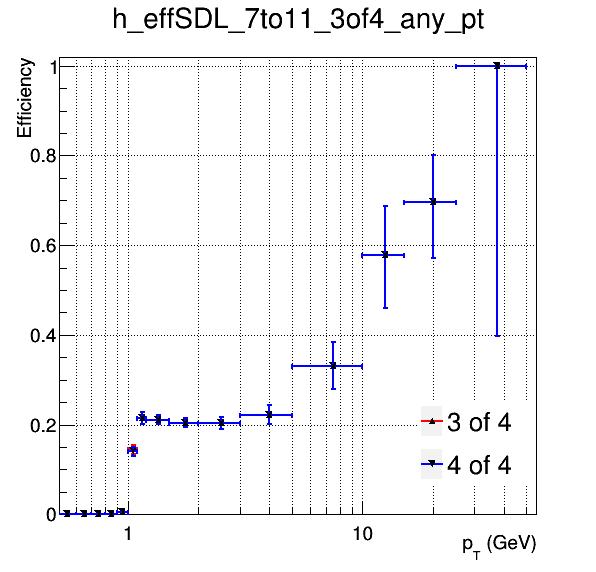 h_effSDL_7to11_3of4_any_pt
Efficiency
1
0.8
0.6
0.4
0.2
0
3 of 4
4 of 4
1
10
pT (GeV)